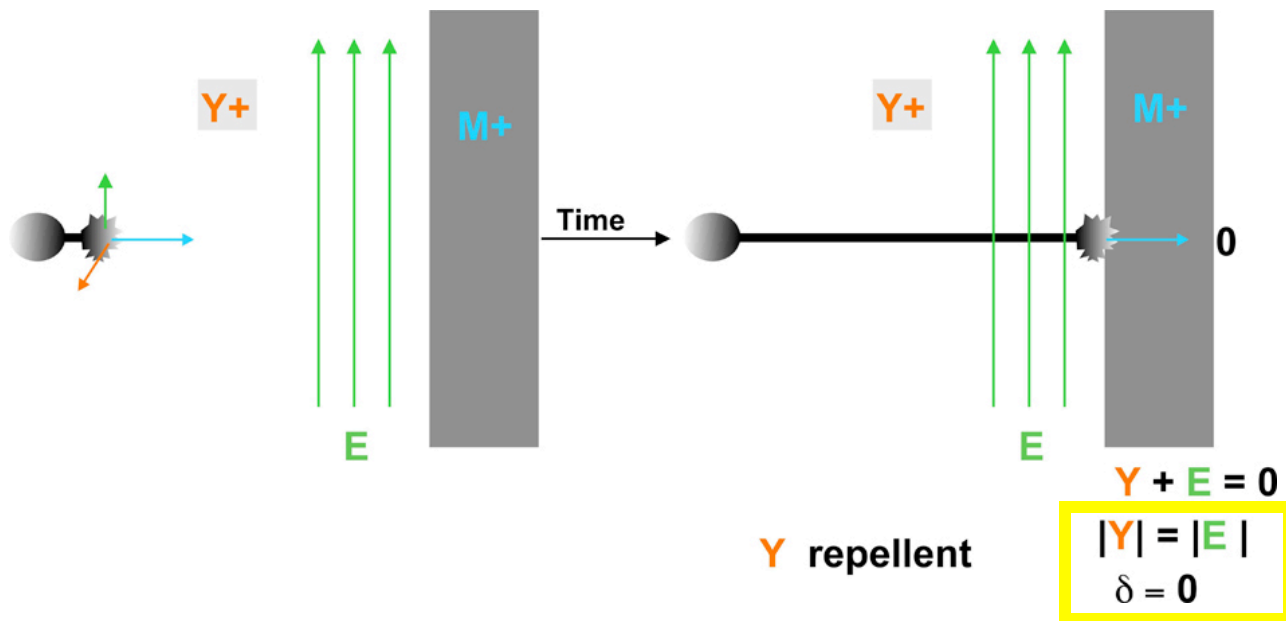 Y+
M+
Y+
M+
Time
0
E
E
Y + E = 0
|Y| = |E |
Y repellent
δ = 0